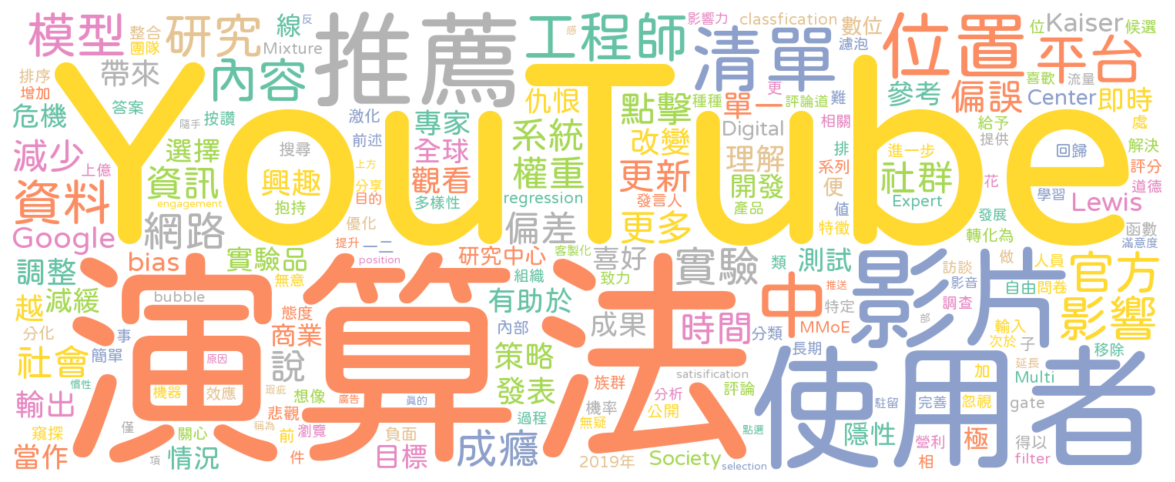 模型
整合
團隊
研究
線
反
Mixture
推薦
工程師
感
影響力
classfication
清單
數位
濾泡
位置
位
Kaiser
候選
平台
排序
增加
帶來
內容
危機
答案
按讚
隨手
激化
前述
專家
仇恨
點擊
種種
更
單一
評論道
難
參考
偏誤
喜歡
流量
Center
即時
YouTube
減少
上億
選擇
搜尋
上方
全球
系統
改變
Digital
相關
給予
提供
處
解決
資料
資訊
興趣
分享
目的
抱持
engagement
觀看
多樣性
權重
regression
更新
發言人
理解
開發
產品
排
系列
便
值
特徵
進一步
社群
Expert
發展
轉化為
花
回歸
學習
評分
道德
Lewis
函數
滿意度
Google
網路
優化
提升
一二
position
偏差
更多
客製化
調整
bias
實驗品
無意
研究中心
組織
喜好
致力
實驗
類
測試
推送
特定
影片
訪談
影音
調查
做
人員
自由
問卷
官方
影響
越
減緩
bubble
演算法
態度
商業
內部
有助於
成果
時間
中
MMoE
分類
長期
部
輸入
次於
子
移除
分化
事
社會
簡單
原因
說
想像
策略
發表
族群
satisification
分析
評論
使用者
加
延長
Multi
慣性
機器
效應
瑕疵
廣告
真的
過程
機率
無疑
公開
點選
駐留
完善
忽視
gate
輸出
窺探
僅
關心
稱為
悲觀
前
瀏覽
負面
目標
成癮
2019年
Society
selection
隱性
營利
相
極
得以
filter
當作
項
情況
件